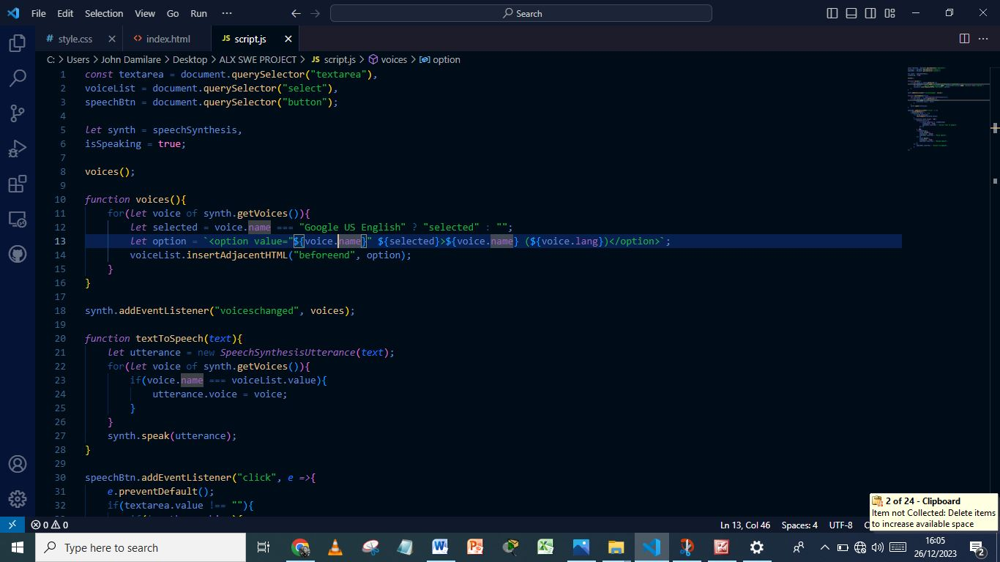 File Edit Selection View Go Run ··· Search
# style.css index.html JS script.js
C: > Users > John Damilare > Desktop > ALX SWE PROJECT > JS script.js > voices > option
1 const textarea = document.querySelector("textarea"),
2 voiceList = document.querySelector("select"),
3 speechBtn = document.querySelector("button");
4
5 let synth = speechSynthesis,
6 isSpeaking = true;
7
8 voices();
9
10 function voices(){
11 for(let voice of synth.getVoices()){
12 let selected = voice.name === "Google US English" ? "selected" : "";
13 let option = `<option value="${voice.name}" ${selected}>${voice.name} (${voice.lang})</option>`;
14 voiceList.insertAdjacentHTML("beforeend", option);
15 }
16 }
17
18 synth.addEventListener("voiceschanged", voices);
19
20 function textToSpeech(text){
21 let utterance = new SpeechSynthesisUtterance(text);
22 for(let voice of synth.getVoices()){
23 if(voice.name === voiceList.value){
24 utterance.voice = voice;
25 }
26 }
27 synth.speak(utterance);
28 }
29
30 speechBtn.addEventListener("click", e =>{
31 e.preventDefault();
32 if(textarea.value !== ""){
2 of 24 - Clipboard
Item not Collected: Delete items
to increase available space
0 0 Ln 13, Col 46 Spaces: 4 UTF-8
Type here to search
16:05
26/12/2023
2